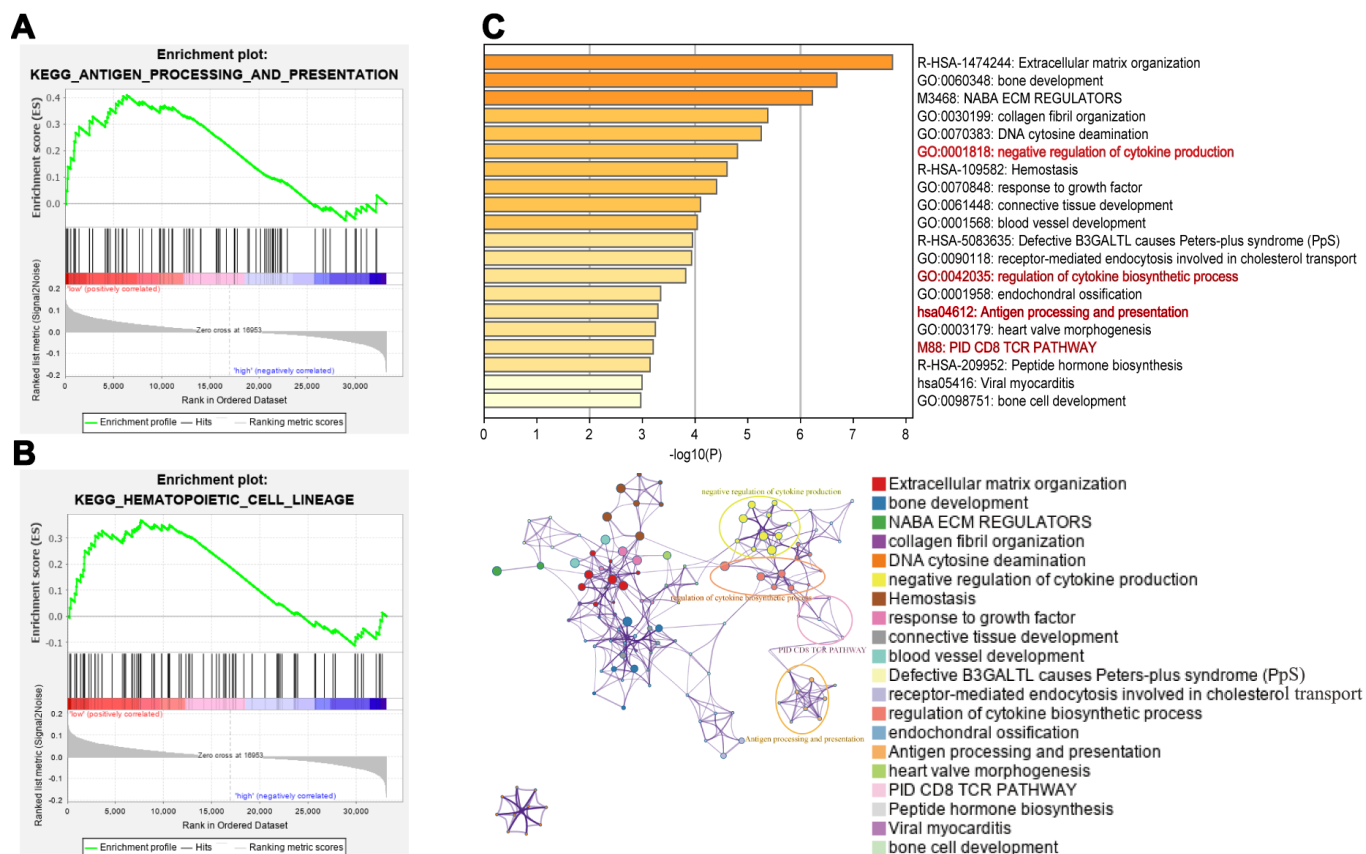 A
Enrichment plot:
KEGG_ANTIGEN_PROCESSING_AND_PRESENTATION
Enrichment score (ES)
0.4
0.3
0.2
0.1
0.0
Ranked list metric (Signal2Noise)
0.2
0.1
0.0
-0.1
-0.2
'low' (positively correlated)
Zero cross at 16953
'high' (negatively correlated)
0 5,000 10,000 15,000 20,000 25,000 30,000
Rank in Ordered Dataset
Enrichment profile Hits Ranking metric scores
B
Enrichment plot:
KEGG_HEMATOPOIETIC_CELL_LINEAGE
Enrichment score (ES)
0.3
0.2
0.1
0.0
-0.1
Ranked list metric (Signal2Noise)
0.2
0.1
0.0
-0.1
-0.2
'low' (positively correlated)
Zero cross at 16953
'high' (negatively correlated)
0 5,000 10,000 15,000 20,000 25,000 30,000
Rank in Ordered Dataset
Enrichment profile Hits Ranking metric scores
C
R-HSA-1474244: Extracellular matrix organization
GO:0060348: bone development
M3468: NABA ECM REGULATORS
GO:0030199: collagen fibril organization
GO:0070383: DNA cytosine deamination
GO:0001818: negative regulation of cytokine production
R-HSA-109582: Hemostasis
GO:0070848: response to growth factor
GO:0061448: connective tissue development
GO:0001568: blood vessel development
R-HSA-5083635: Defective B3GALTL causes Peters-plus syndrome (PpS)
GO:0090118: receptor-mediated endocytosis involved in cholesterol transport
GO:0042035: regulation of cytokine biosynthetic process
GO:0001958: endochondral ossification
hsa04612: Antigen processing and presentation
GO:0003179: heart valve morphogenesis
M88: PID CD8 TCR PATHWAY
R-HSA-209952: Peptide hormone biosynthesis
hsa05416: Viral myocarditis
GO:0098751: bone cell development
0 1 2 3 4 5 6 7 8
-log10(P)
negative regulation of cytokine production
regulation of cytokine biosynthetic process
PID CD8 TCR PATHWAY
Antigen processing and presentation
Extracellular matrix organization
bone development
NABA ECM REGULATORS
collagen fibril organization
DNA cytosine deamination
negative regulation of cytokine production
Hemostasis
response to growth factor
connective tissue development
blood vessel development
Defective B3GALTL causes Peters-plus syndrome (PpS)
receptor-mediated endocytosis involved in cholesterol transport
regulation of cytokine biosynthetic process
endochondral ossification
Antigen processing and presentation
heart valve morphogenesis
PID CD8 TCR PATHWAY
Peptide hormone biosynthesis
Viral myocarditis
bone cell development